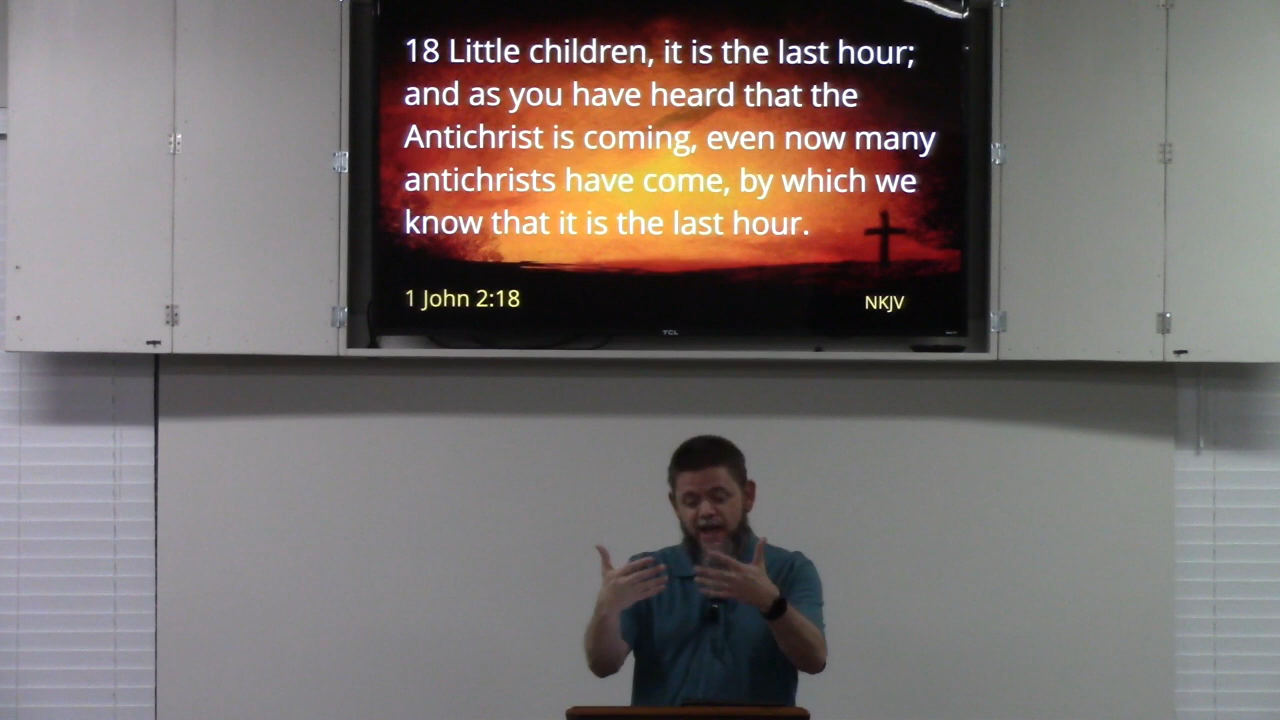 18 Little children, it is the last hour;
and as you have heard that the
Antichrist is coming, even now many
antichrists have come, by which we
know that it is the last hour.
1 John 2:18
NKJV
TCL